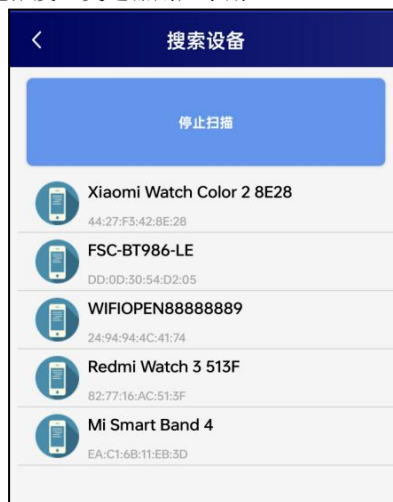 搜索设备
停止扫描
Xiaomi Watch Color 2 8E28
44:27:F3:42:8E:28
FSC-BT986-LE
DD:0D:30:54:D2:05
WIFIOPEN88888889
24:94:94:4C:41:74
Redmi Watch 3 513F
82:77:16:AC:51:3F
Mi Smart Band 4
EA:C1:6B:11:EB:3D